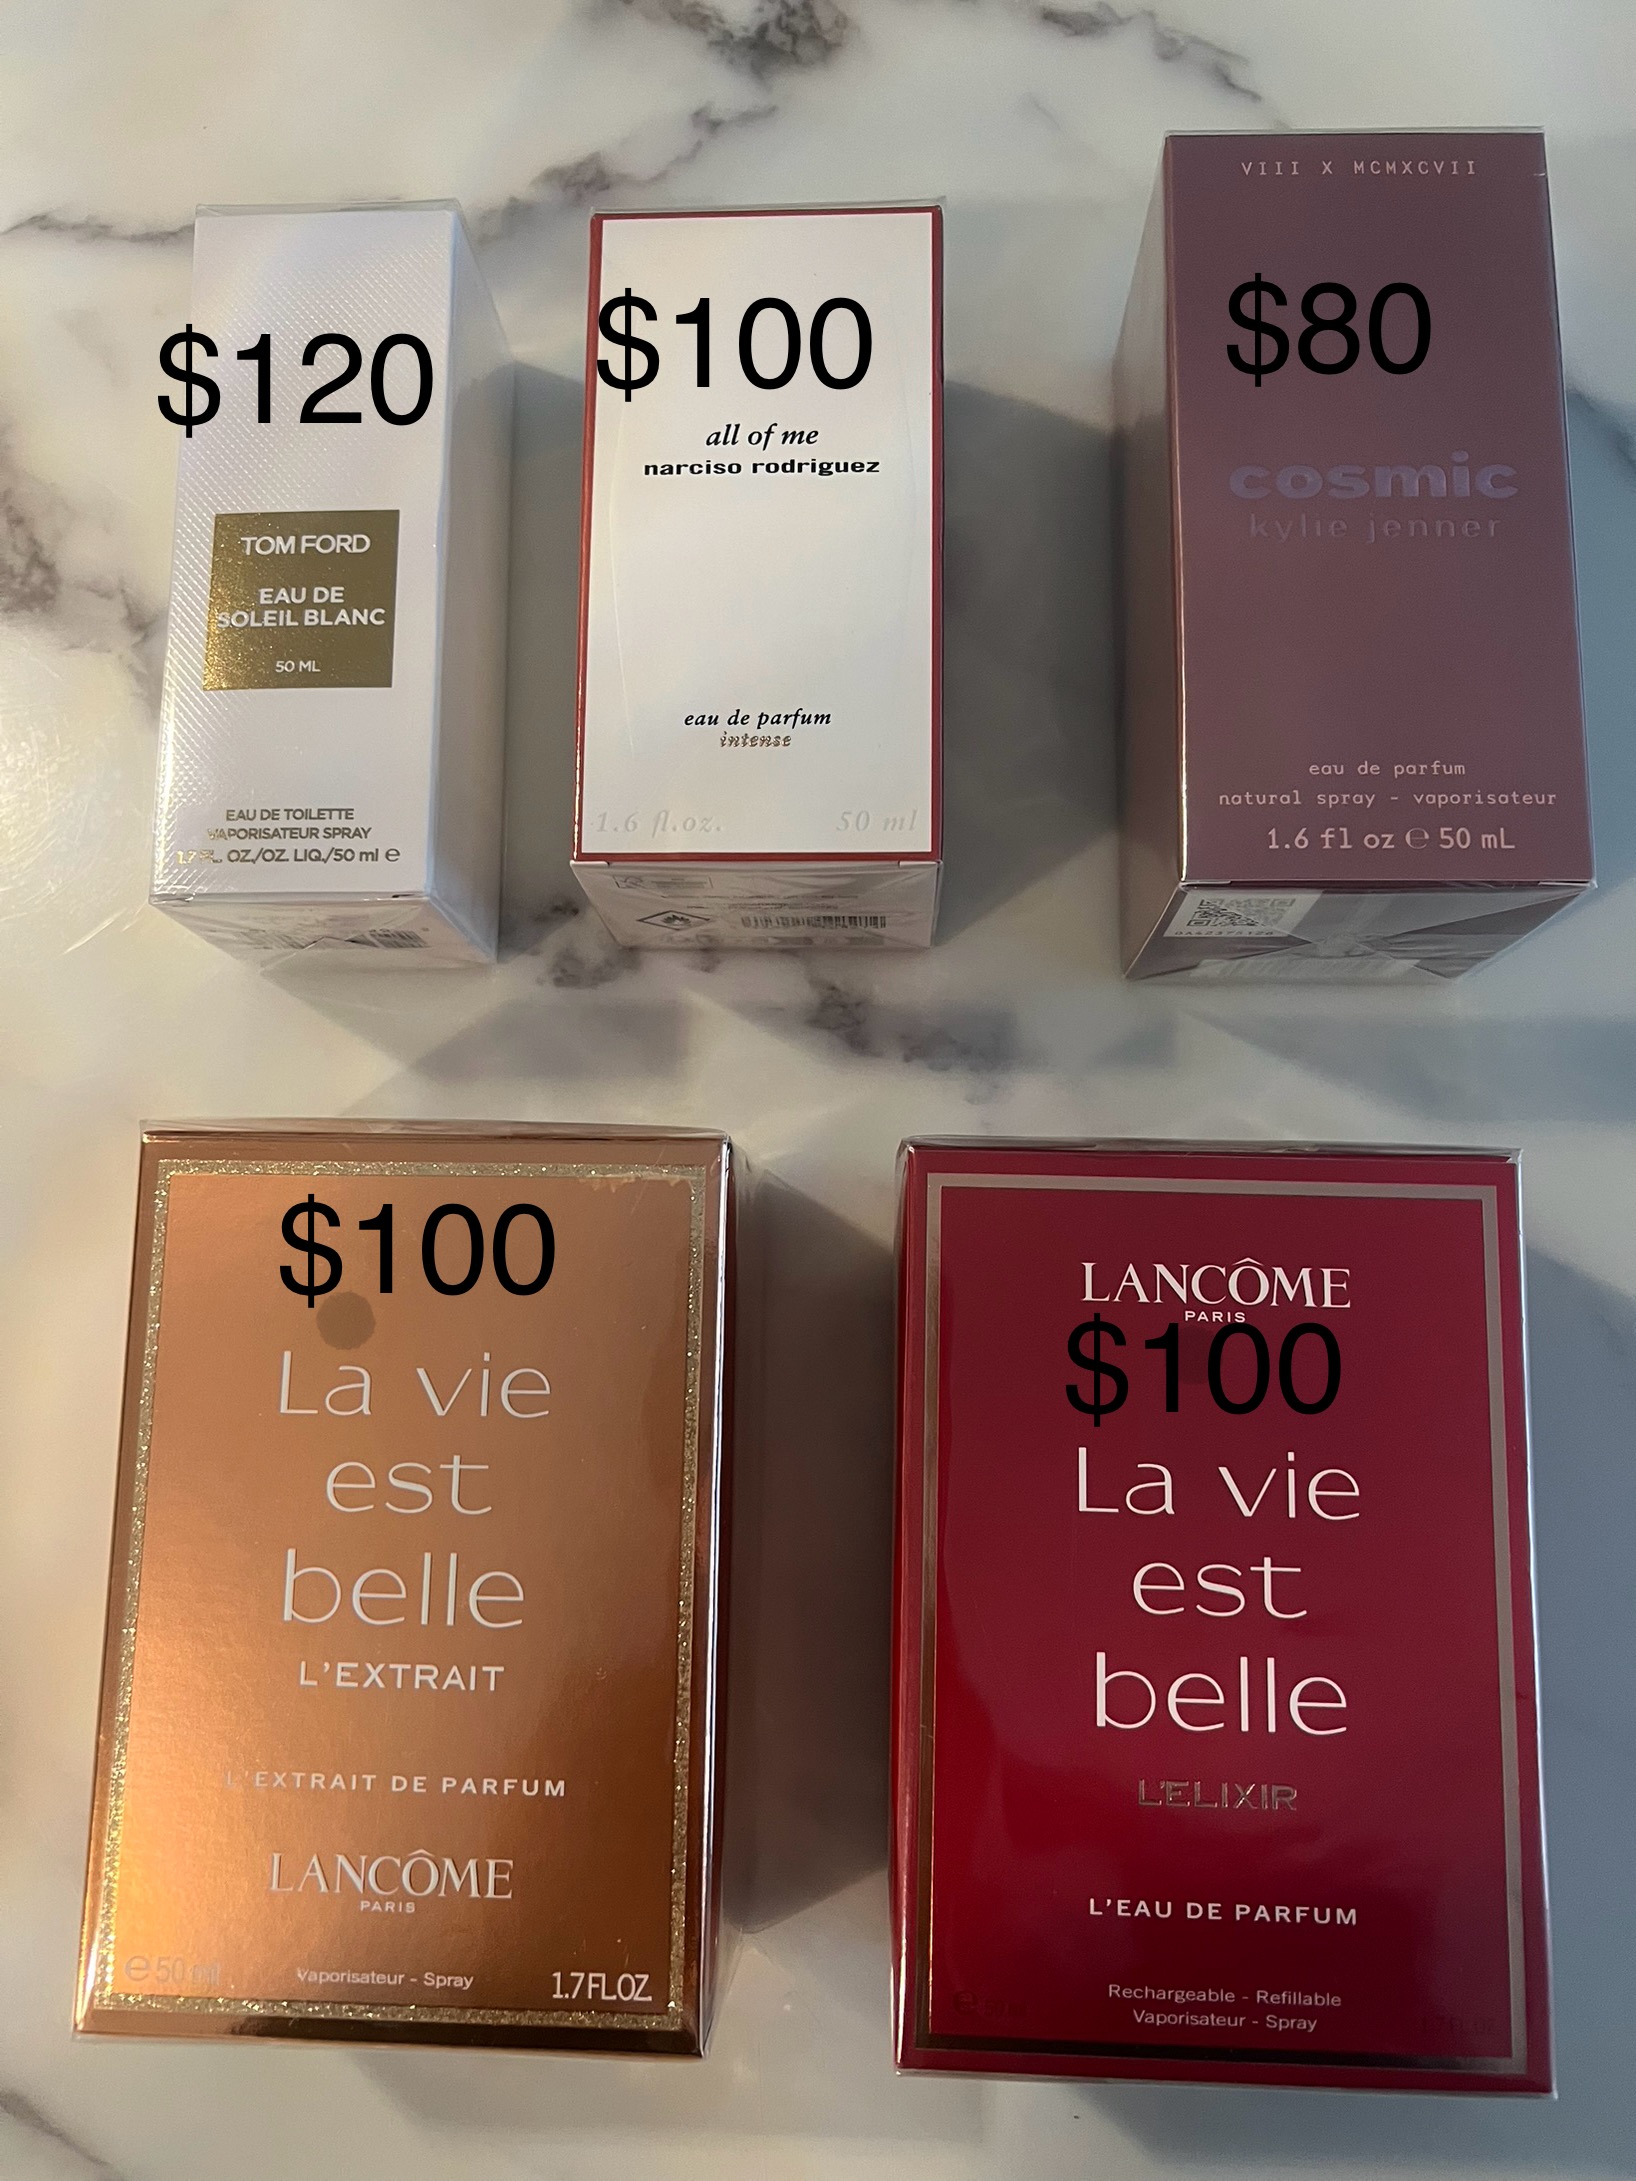 $120
TOM FORD
EAU DE
SOLEIL BLANC
50 ML
EAU DE TOILETTE
VAPORISATEUR SPRAY
1.7 FL. OZ./OZ. LIQ./50 ml e
$100
all of me
narciso rodriguez
eau de parfum
intense
1.6 fl.oz. 50 ml
VIII X MCMXCVII
$80
cosmic
kylie jenner
eau de parfum
natural spray - vaporisateur
1.6 fl oz e 50 mL
$100
La vie
est
belle
L'EXTRAIT
L'EXTRAIT DE PARFUM
LANCÔME
PARIS
e 50 ml Vaporisateur - Spray 1.7FL.OZ.
LANCÔME
PARIS
$100
La vie
est
belle
L'ELIXIR
L'EAU DE PARFUM
Rechargeable - Refillable
Vaporisateur - Spray